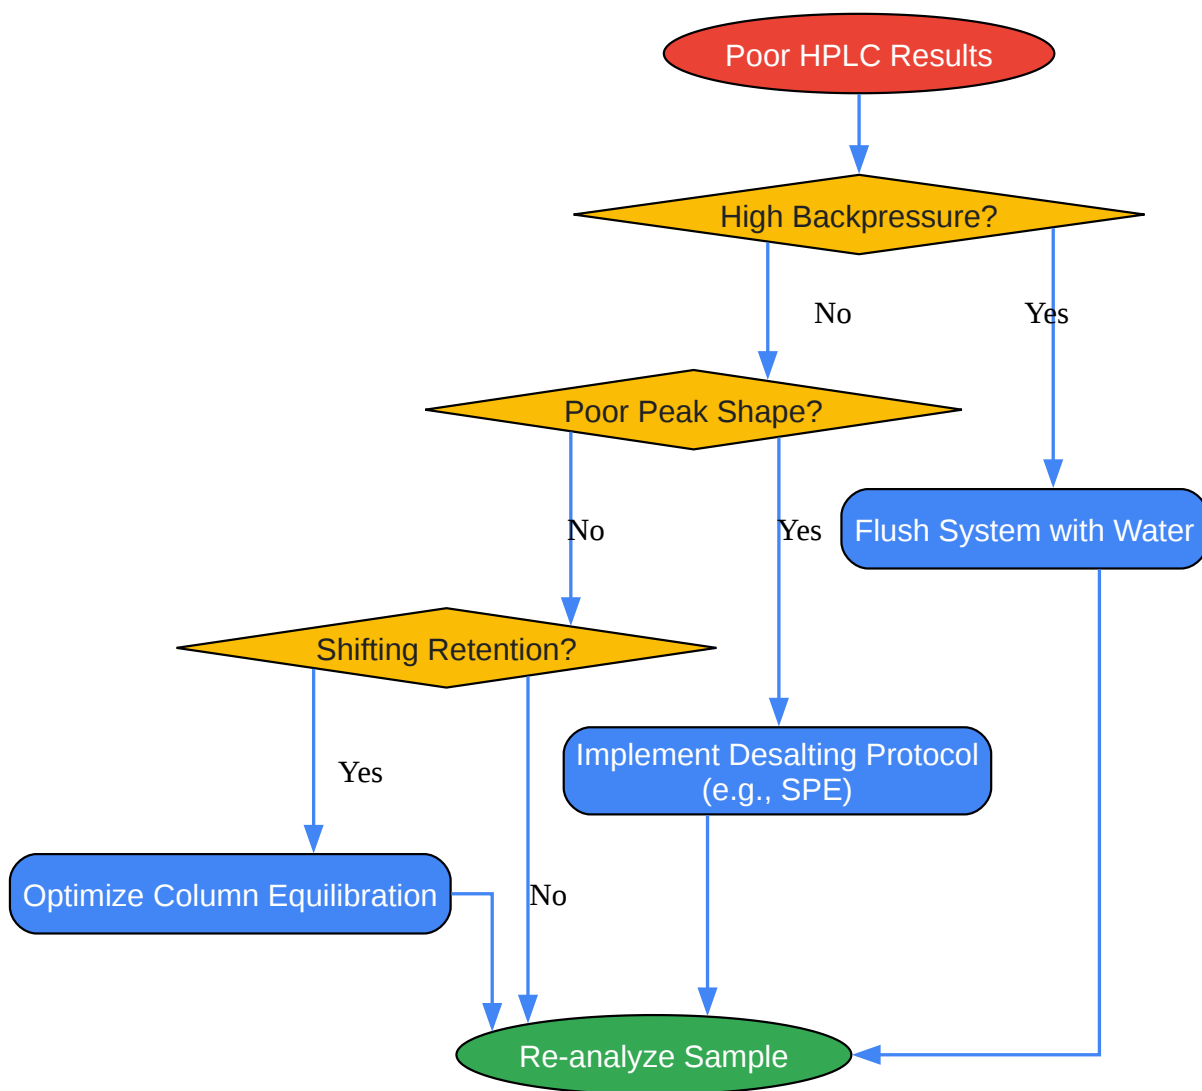 Poor HPLC Results
High Backpressure?
No
Yes
Poor Peak Shape?
No
Yes
Flush System with Water
Shifting Retention?
Yes
Implement Desalting Protocol
(e.g., SPE)
Optimize Column Equilibration
No
Re-analyze Sample